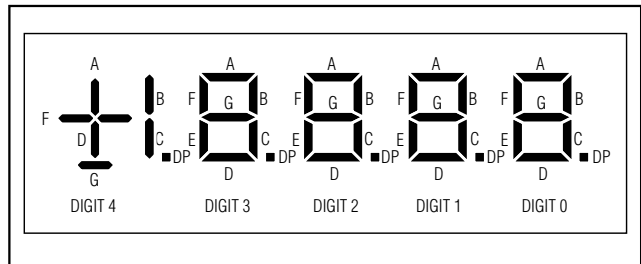 A A A A A
B F G B F G B F G B F G B
F
D C E C E C E C E C
DP DP DP DP DP
G D D D D
DIGIT 4 DIGIT 3 DIGIT 2 DIGIT 1 DIGIT 0